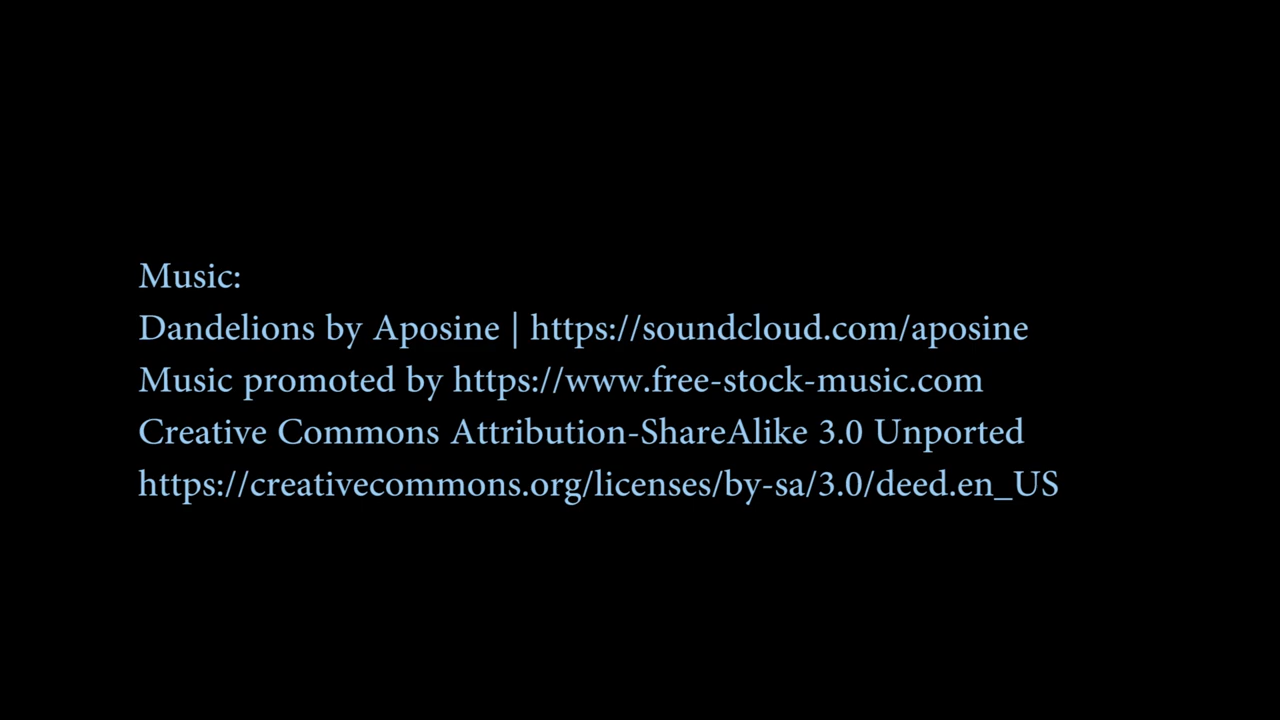 Music:
Dandelions by Aposine | https://soundcloud.com/aposine
Music promoted by https://www.free-stock-music.com
Creative Commons Attribution-ShareAlike 3.0 Unported
https://creativecommons.org/licenses/by-sa/3.0/deed.en_US